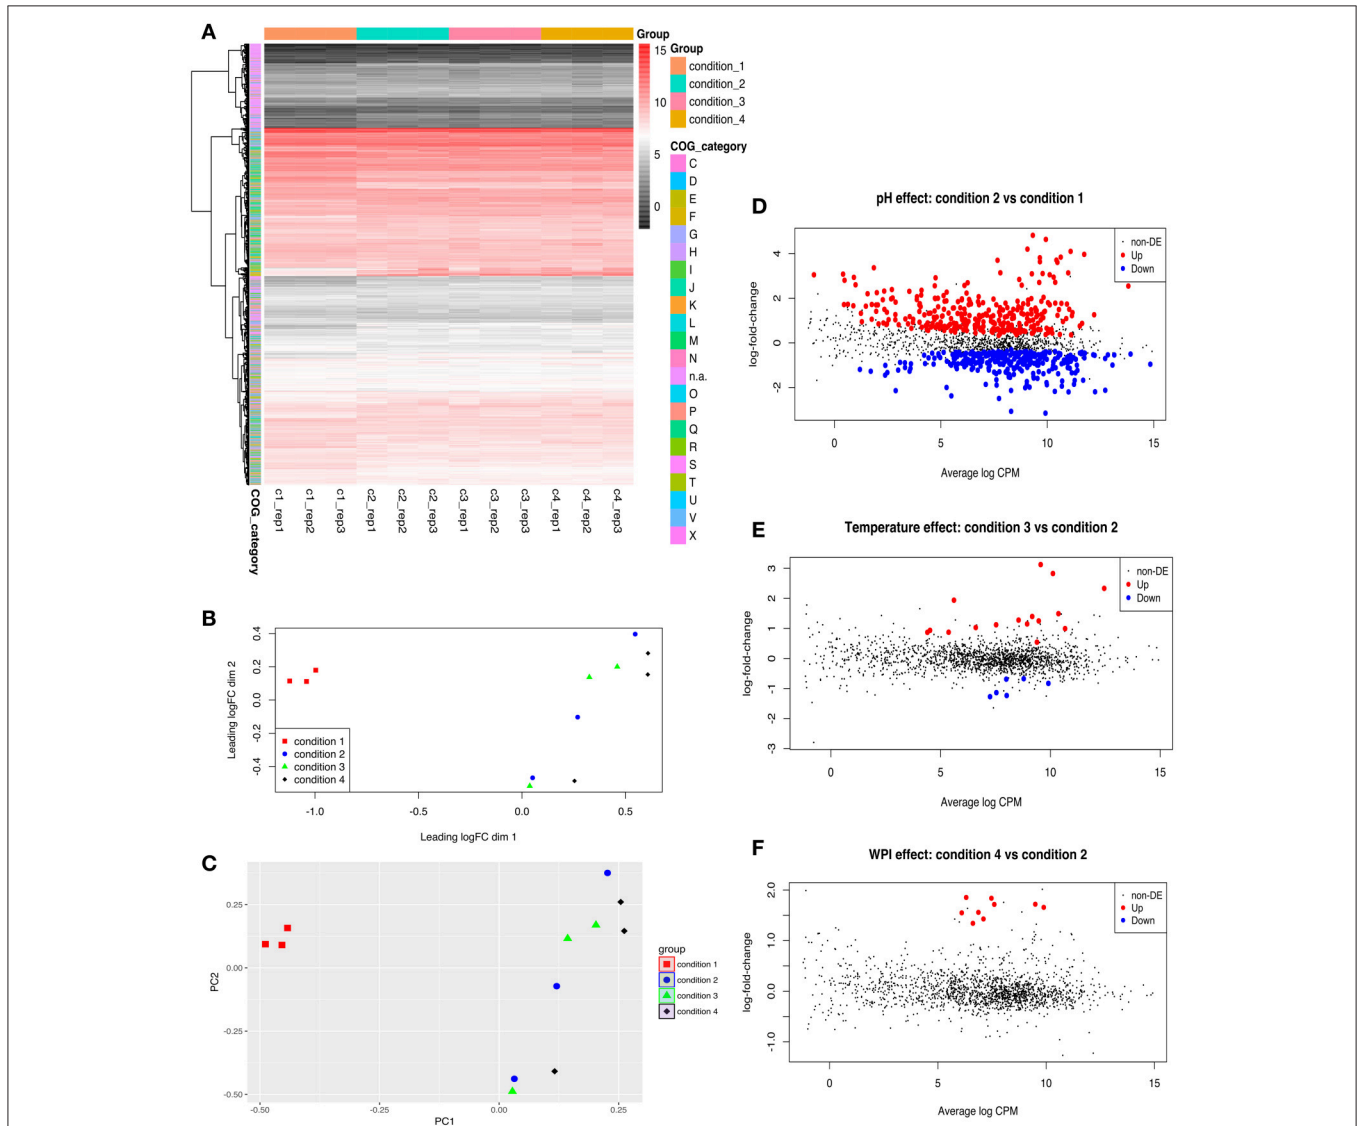 A
Group
15
10
5
0
Group
condition_1
condition_2
condition_3
condition_4
COG_category
C
D
E
F
G
H
I
J
K
L
M
N
n.a.
O
P
Q
R
S
T
U
V
X
COG_category
c1_rep1
c1_rep2
c1_rep3
c2_rep1
c2_rep2
c2_rep3
c3_rep1
c3_rep2
c3_rep3
c4_rep1
c4_rep2
c4_rep3
B
Leading logFC dim 2
0.4
0.2
0.0
-0.2
-0.4
condition 1
condition 2
condition 3
condition 4
-1.0 -0.5 0.0 0.5
Leading logFC dim 1
C
PC2
0.25
0.00
-0.25
-0.50
-0.50 -0.25 0.00 0.25
PC1
group
condition 1
condition 2
condition 3
condition 4
D
pH effect: condition 2 vs condition 1
log-fold-change
4
2
0
-2
non-DE
Up
Down
0 5 10 15
Average log CPM
E
Temperature effect: condition 3 vs condition 2
log-fold-change
3
2
1
0
-1
-2
-3
non-DE
Up
Down
0 5 10 15
Average log CPM
F
WPI effect: condition 4 vs condition 2
log-fold-change
2.0
1.0
0.0
-1.0
non-DE
Up
Down
0 5 10 15
Average log CPM